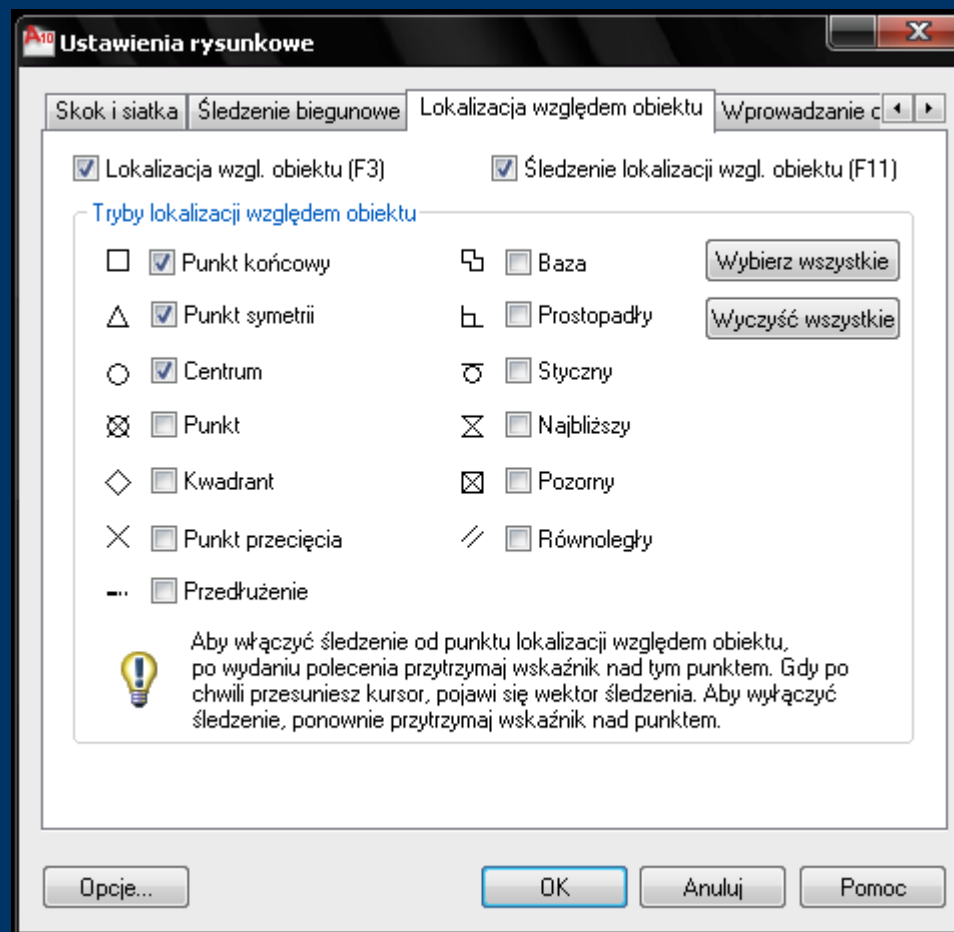 A10 Ustawienia rysunkowe
Skok i siatka Śledzenie biegunowe Lokalizacja względem obiektu Wprowadzanie c
Lokalizacja wzgl. obiektu (F3) Śledzenie lokalizacji wzgl. obiektu (F11)
Tryby lokalizacji względem obiektu
Punkt końcowy Baza Wybierz wszystkie
Punkt symetrii Prostopadły Wyczyść wszystkie
Centrum Styczny
Punkt Najbliższy
Kwadrant Pozorny
Punkt przecięcia Równoległy
Przedłużenie
Aby włączyć śledzenie od punktu lokalizacji względem obiektu,
po wydaniu polecenia przytrzymaj wskaźnik nad tym punktem. Gdy po
chwili przesuniesz kursor, pojawi się wektor śledzenia. Aby wyłączyć
śledzenie, ponownie przytrzymaj wskaźnik nad punktem.
Opcje... OK Anuluj Pomoc